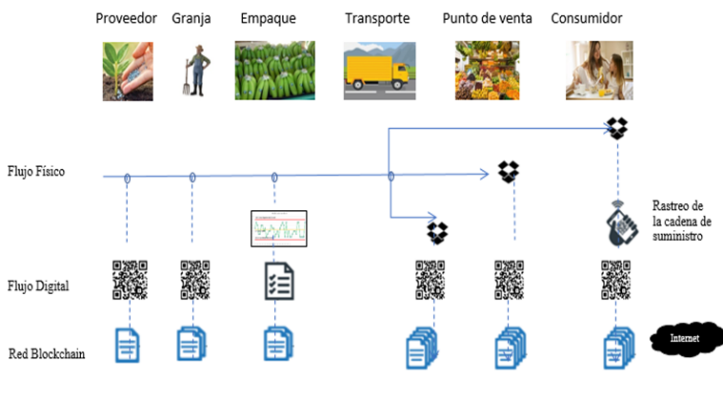 Proveedor Granja Empaque Transporte Punto de venta Consumidor
Flujo Físico
Rastreo de
la cadena de
suministro
Flujo Digital
Red Blockchain
Internet